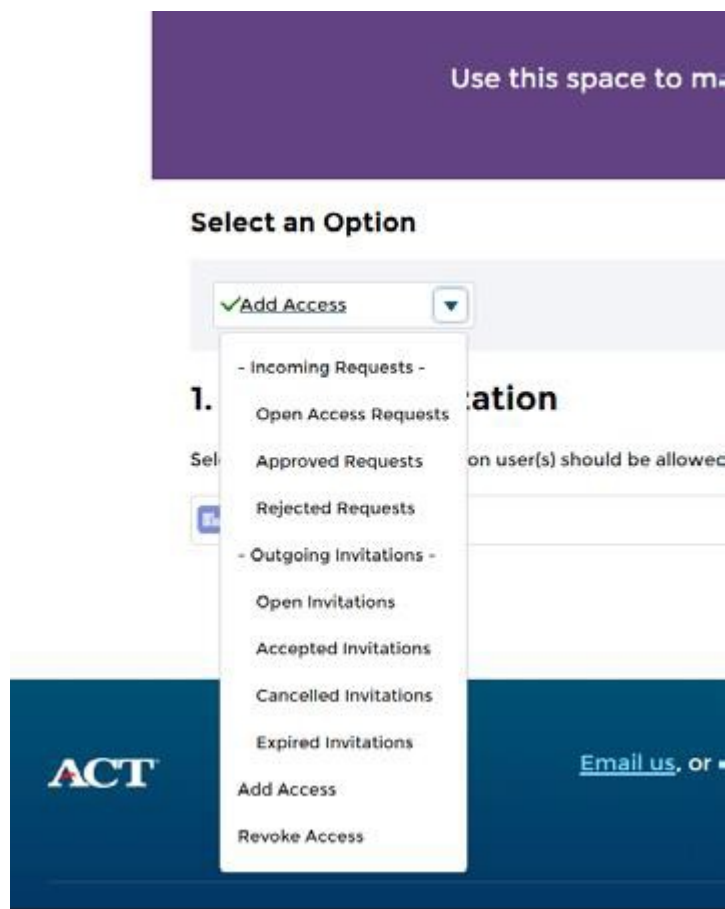 Use this space to
Select an Option
Add Access
- Incoming Requests -
1.
Open Access Requests
Approved Requests
on user(s) should be allowed
Rejected Requests
- Outgoing Invitations -
Open Invitations
Accepted Invitations
Cancelled Invitations
Expired Invitations
ACT
Email us, or
Add Access
Revoke Access